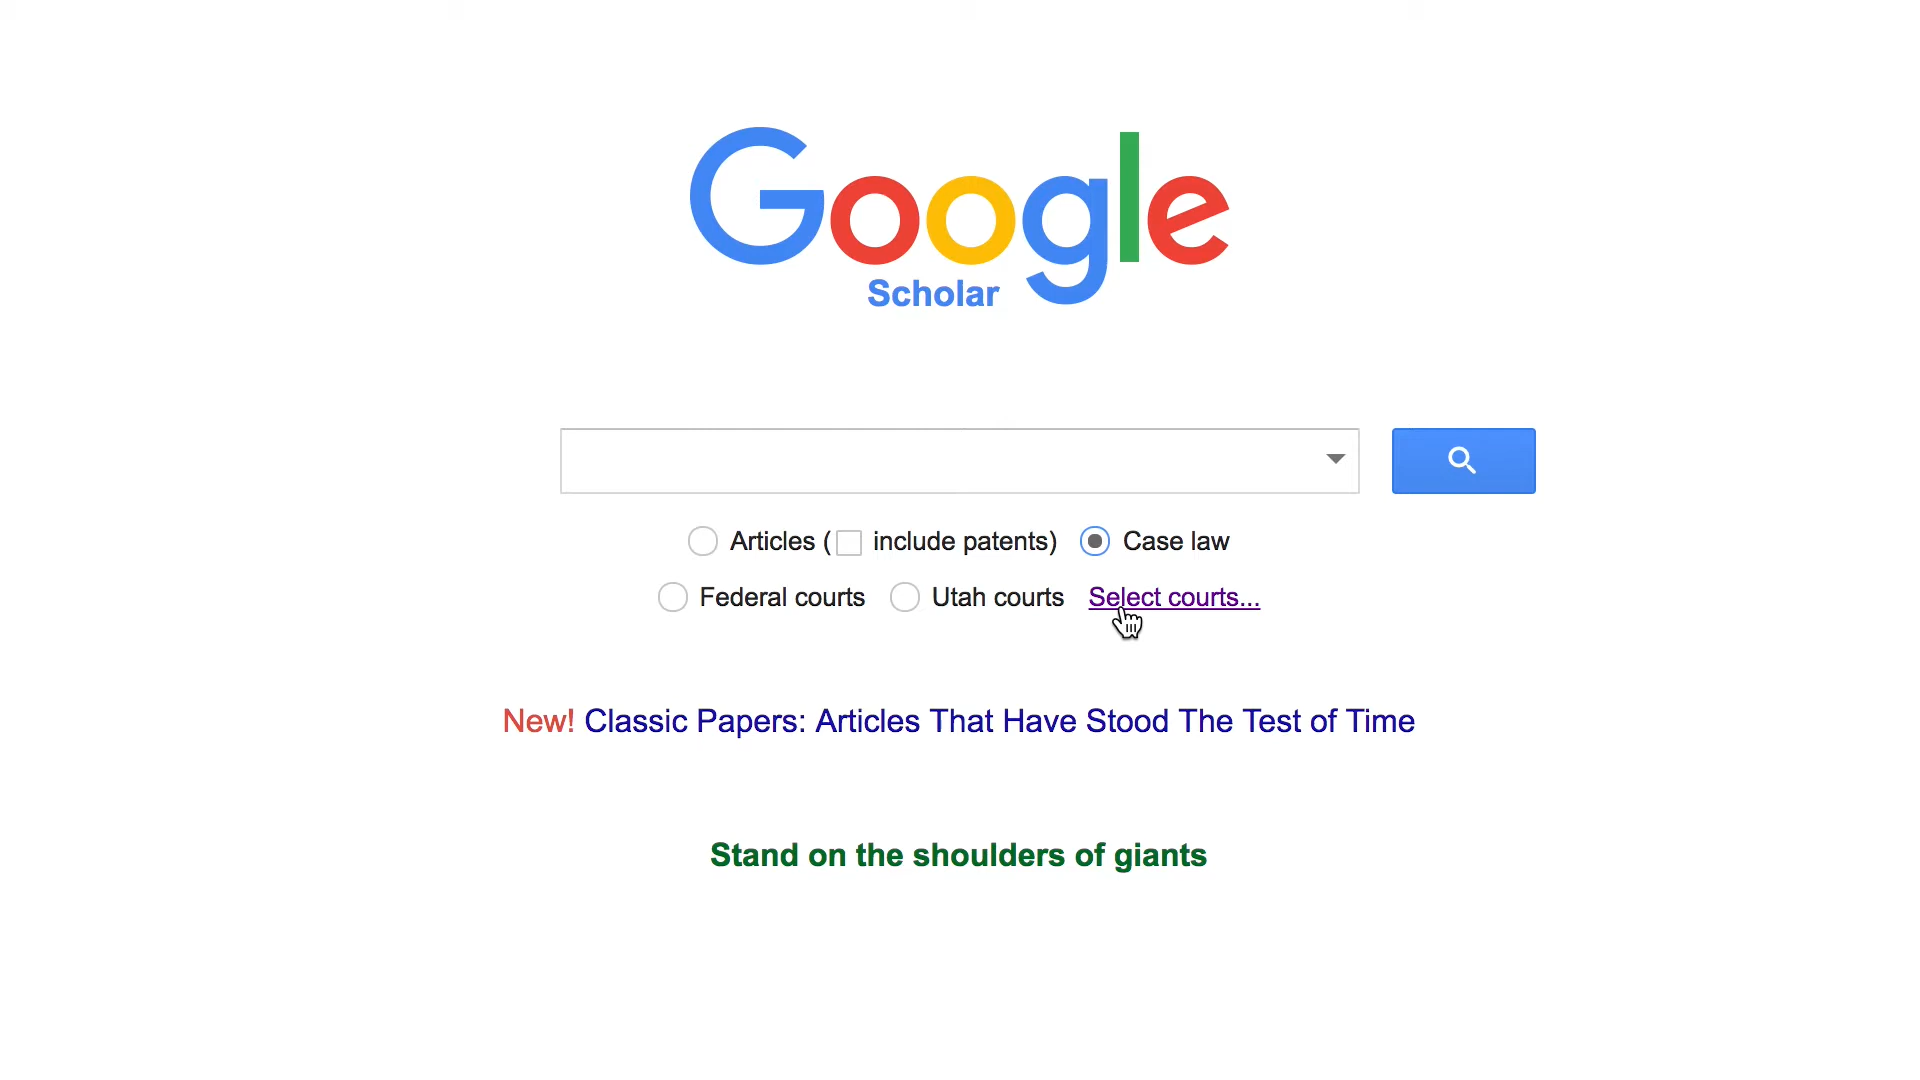 Google
Scholar
Articles ( include patents) Case law
Federal courts Utah courts Select courts...
New! Classic Papers: Articles That Have Stood The Test of Time
Stand on the shoulders of giants